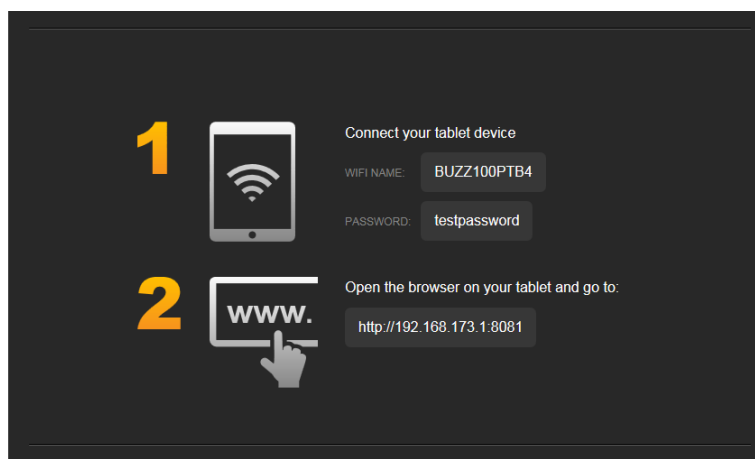 1
Connect your tablet device
WIFI NAME: BUZZ100PTB4
PASSWORD: testpassword
2
www.
Open the browser on your tablet and go to:
http://192.168.173.1:8081